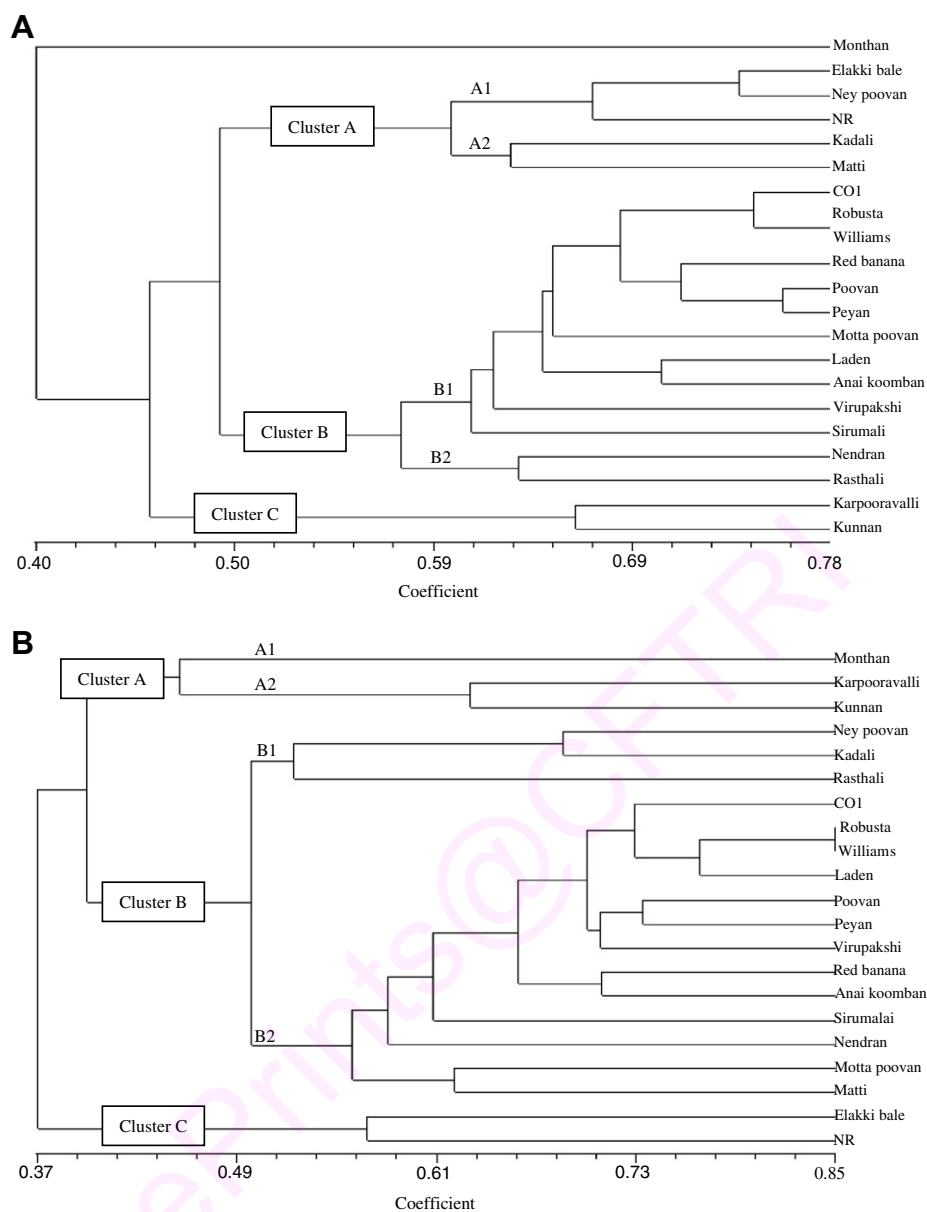 A
Monthan
Elakki bale
A1
Ney poovan
Cluster A
NR
A2
Kadali
Matti
CO1
Robusta
Williams
Red banana
Poovan
Peyan
Motta poovan
Laden
Anai koomban
B1
Virupakshi
Cluster B
Sirumali
B2
Nendran
Rasthali
Karpooravalli
Cluster C
Kunnan
0.40 0.50 0.59 0.69 0.78
Coefficient
B
A1
Monthan
Cluster A
A2
Karpooravalli
Kunnan
Ney poovan
B1
Kadali
Rasthali
CO1
Robusta
Williams
Laden
Cluster B
Poovan
Peyan
Virupakshi
Red banana
Anai koomban
Sirumalai
B2
Nendran
Motta poovan
Matti
Elakki bale
Cluster C
NR
0.37 0.49 0.61 0.73 0.85
Coefficient
ePrints@CFTRI